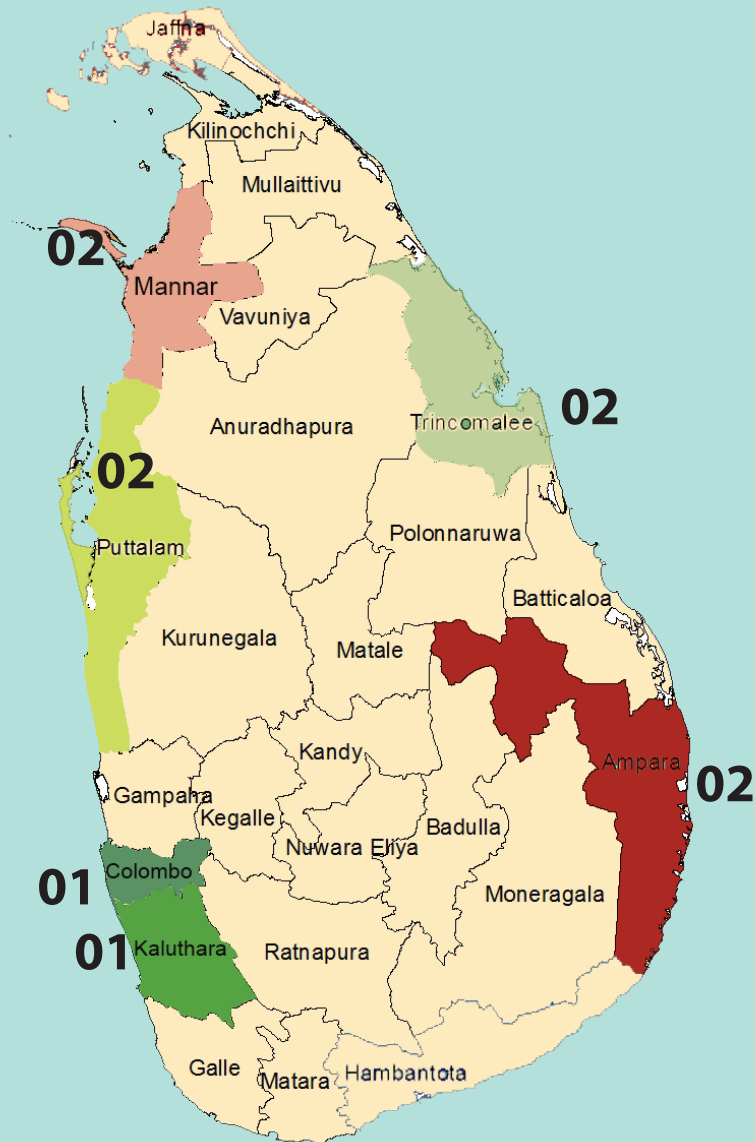 Jaffna
Kilinochchi
Mullaittivu
02
Mannar
Vavuniya
Anuradhapura
Trincomalee
02
02
Puttalam
Polonnaruwa
Batticaloa
Kurunegala
Matale
Kandy
Ampara
02
Gampaha
Kegalle
Nuwara Eliya
Badulla
Colombo
01
Moneragala
Kaluthara
01
Ratnapura
Galle
Matara
Hambantota